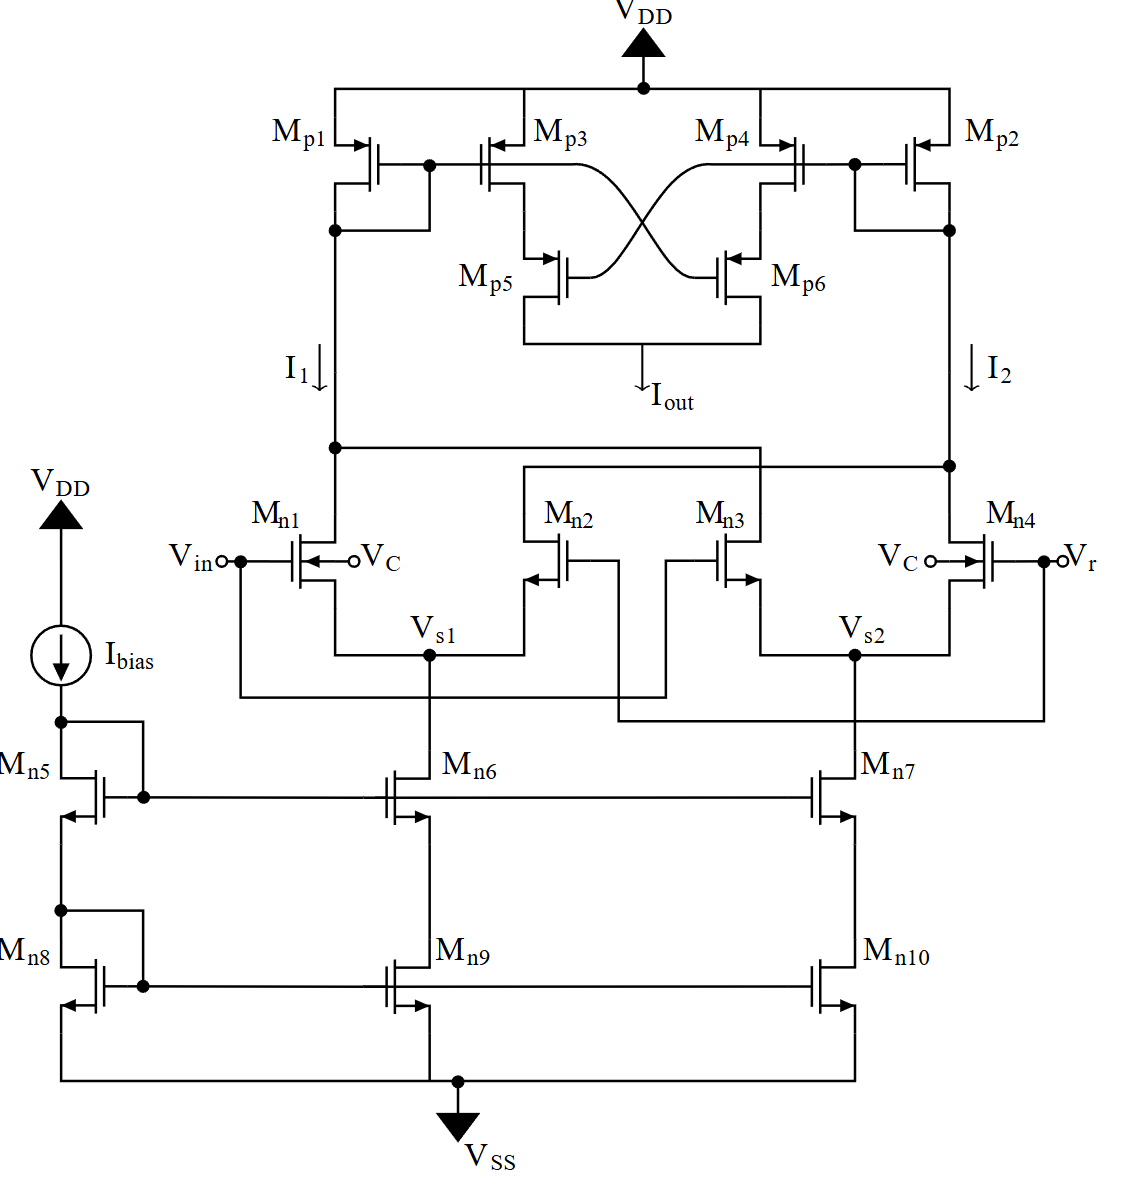 VDD
Mp1
Mp3
Mp4
Mp2
Mp5
Mp6
I1
I2
Iout
VDD
Mn1
Mn2
Mn3
Mn4
Vin
VC
VC
Vr
Vs1
Vs2
Ibias
Mn5
Mn6
Mn7
Mn8
Mn9
Mn10
VSS